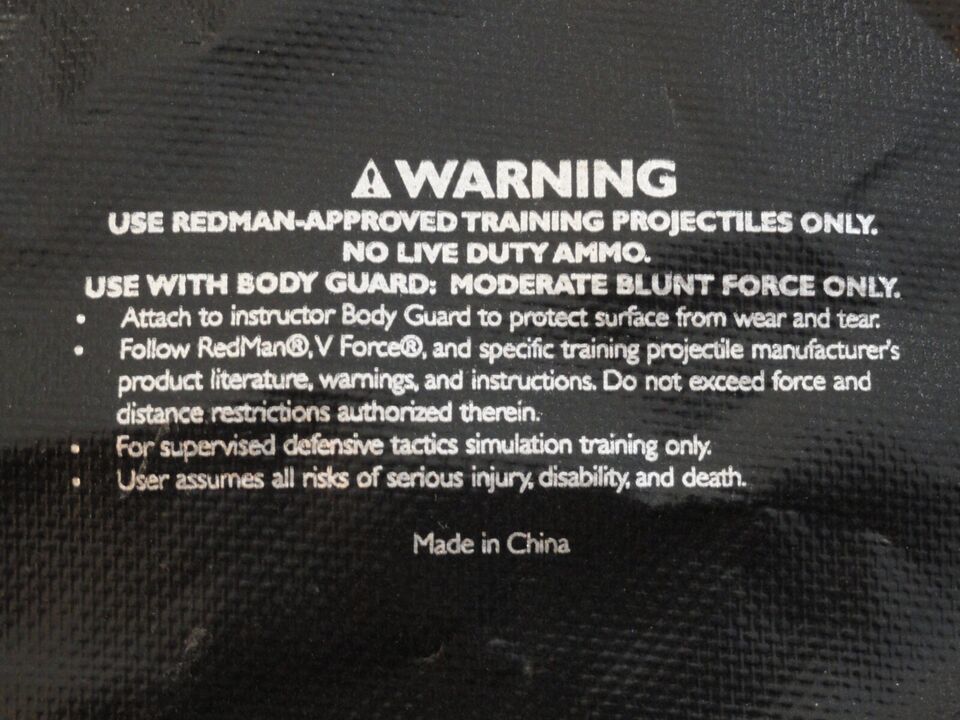 ⚠WARNING
USE REDMAN-APPROVED TRAINING PROJECTILES ONLY.
NO LIVE DUTY AMMO.
USE WITH BODY GUARD: MODERATE BLUNT FORCE ONLY.
• Attach to instructor Body Guard to protect surface from wear and tear.
• Follow RedMan®, V Force®, and specific training projectile manufacturer's
product literature, warnings, and instructions. Do not exceed force and
distance restrictions authorized therein.
• For supervised defensive tactics simulation training only.
• User assumes all risks of serious injury, disability, and death.
Made in China